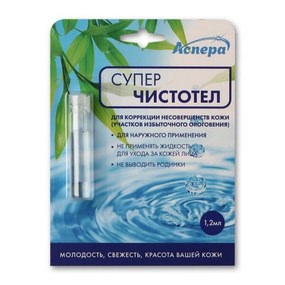 Аспера
СУПЕР
ЧИСТОТЕЛ
ДЛЯ КОРРЕКЦИИ НЕСОВЕРШЕНСТВ КОЖИ
(УЧАСТКОВ ИЗБЫТОЧНОГО ОРОГОВЕНИЯ)
• ДЛЯ НАРУЖНОГО ПРИМЕНЕНИЯ
• НЕ ПРИМЕНЯТЬ ЖИДКОСТЬ
ДЛЯ УХОДА ЗА КОЖЕЙ ЛИЦА
• НЕ ВЫВОДИТЬ РОДИНКИ
1,2мл
МОЛОДОСТЬ, СВЕЖЕСТЬ, КРАСОТА ВАШЕЙ КОЖИ